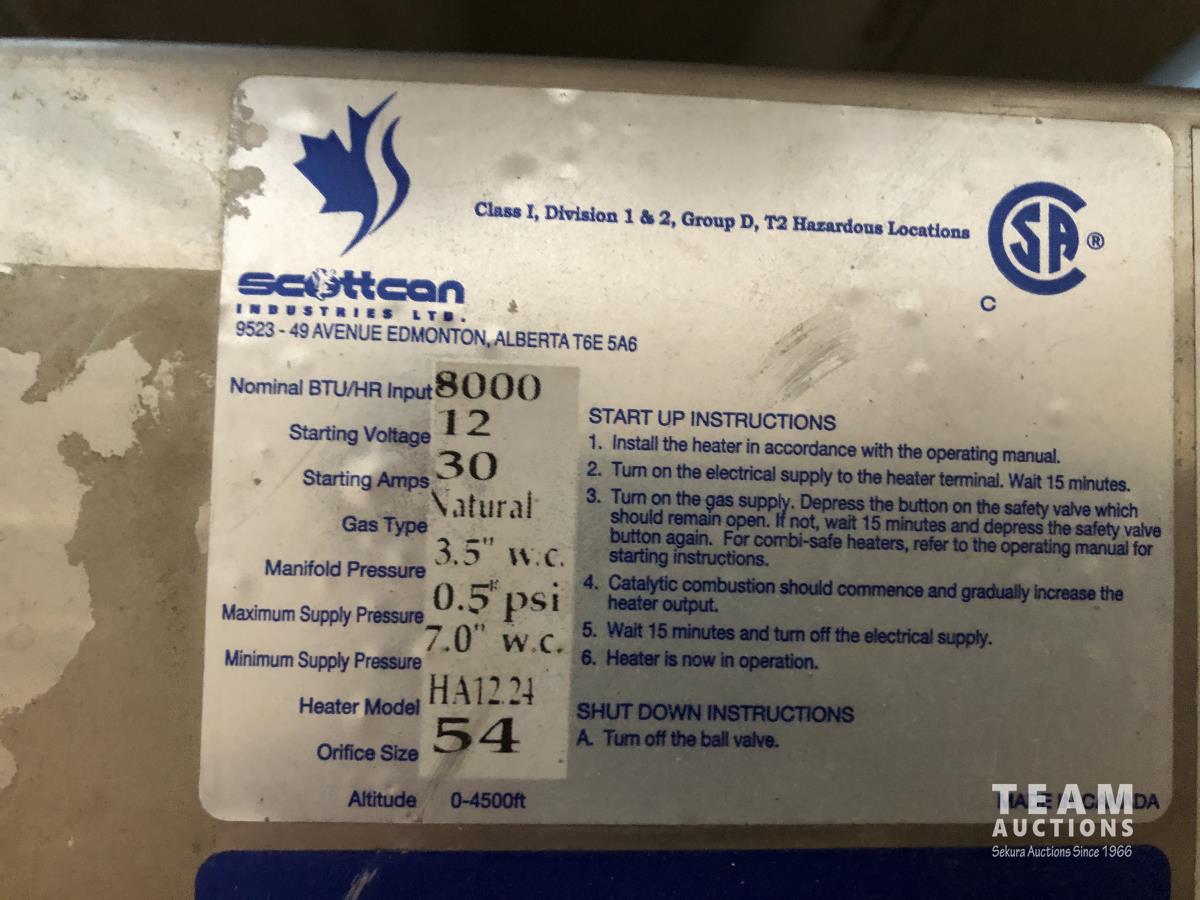 Class I, Division 1 & 2, Group D, T2 Hazardous Locations
CSA ®
C
scottcan
INDUSTRIES LTD.
9523 - 49 AVENUE EDMONTON, ALBERTA T6E 5A6
Nominal BTU/HR Input 8000
Starting Voltage 12
Starting Amps 30
Gas Type Natural
Manifold Pressure 3.5" w.c.
Maximum Supply Pressure 0.5" psi
Minimum Supply Pressure 7.0" w.c.
Heater Model HA12.24
Orifice Size 54
Altitude 0-4500ft
START UP INSTRUCTIONS
1. Install the heater in accordance with the operating manual.
2. Turn on the electrical supply to the heater terminal. Wait 15 minutes.
3. Turn on the gas supply. Depress the button on the safety valve which
should remain open. If not, wait 15 minutes and depress the safety valve
button again. For combi-safe heaters, refer to the operating manual for
starting instructions.
4. Catalytic combustion should commence and gradually increase the
heater output.
5. Wait 15 minutes and turn off the electrical supply.
6. Heater is now in operation.
SHUT DOWN INSTRUCTIONS
A. Turn off the ball valve.
MADE IN CANADA
TEAM
AUCTIONS
Sekura Auctions Since 1966